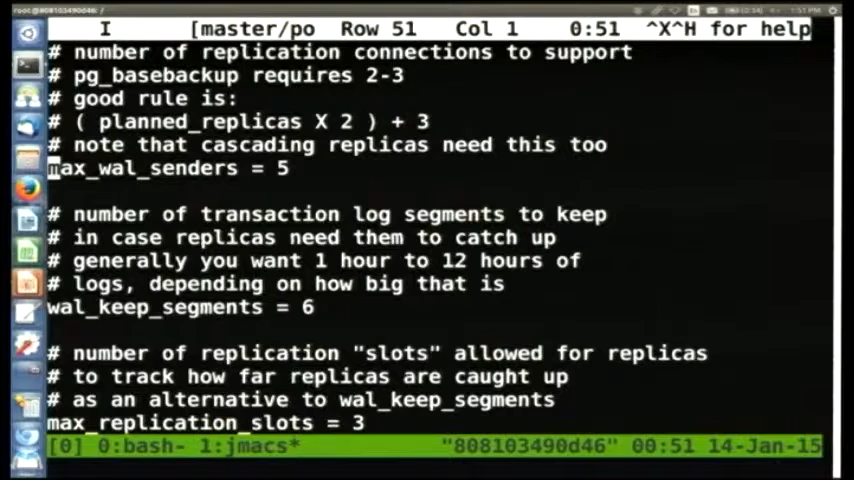 root@808103490d46
1:51 PM
I [master/po Row 51 Col 1 0:51 ^X^H for help
# number of replication connections to support
# pg_basebackup requires 2-3
# good rule is:
# ( planned_replicas X 2 ) + 3
# note that cascading replicas need this too
max_wal_senders = 5
# number of transaction log segments to keep
# in case replicas need them to catch up
# generally you want 1 hour to 12 hours of
# logs, depending on how big that is
wal_keep_segments = 6
# number of replication "slots" allowed for replicas
# to track how far replicas are caught up
# as an alternative to wal_keep_segments
max_replication_slots = 3
[0] 0:bash- 1:jmacs* "808103490d46" 00:51 14-Jan-15